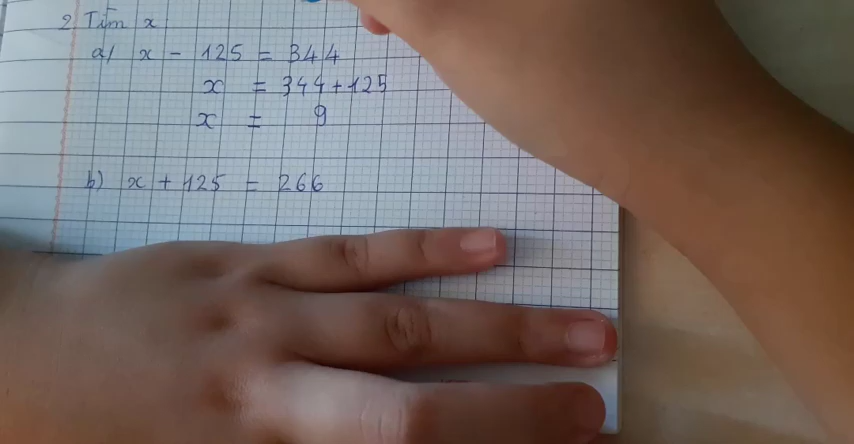 2. Tìm x
a) x - 125 = 344
x = 344 + 125
x = 9
b) x + 125 = 266